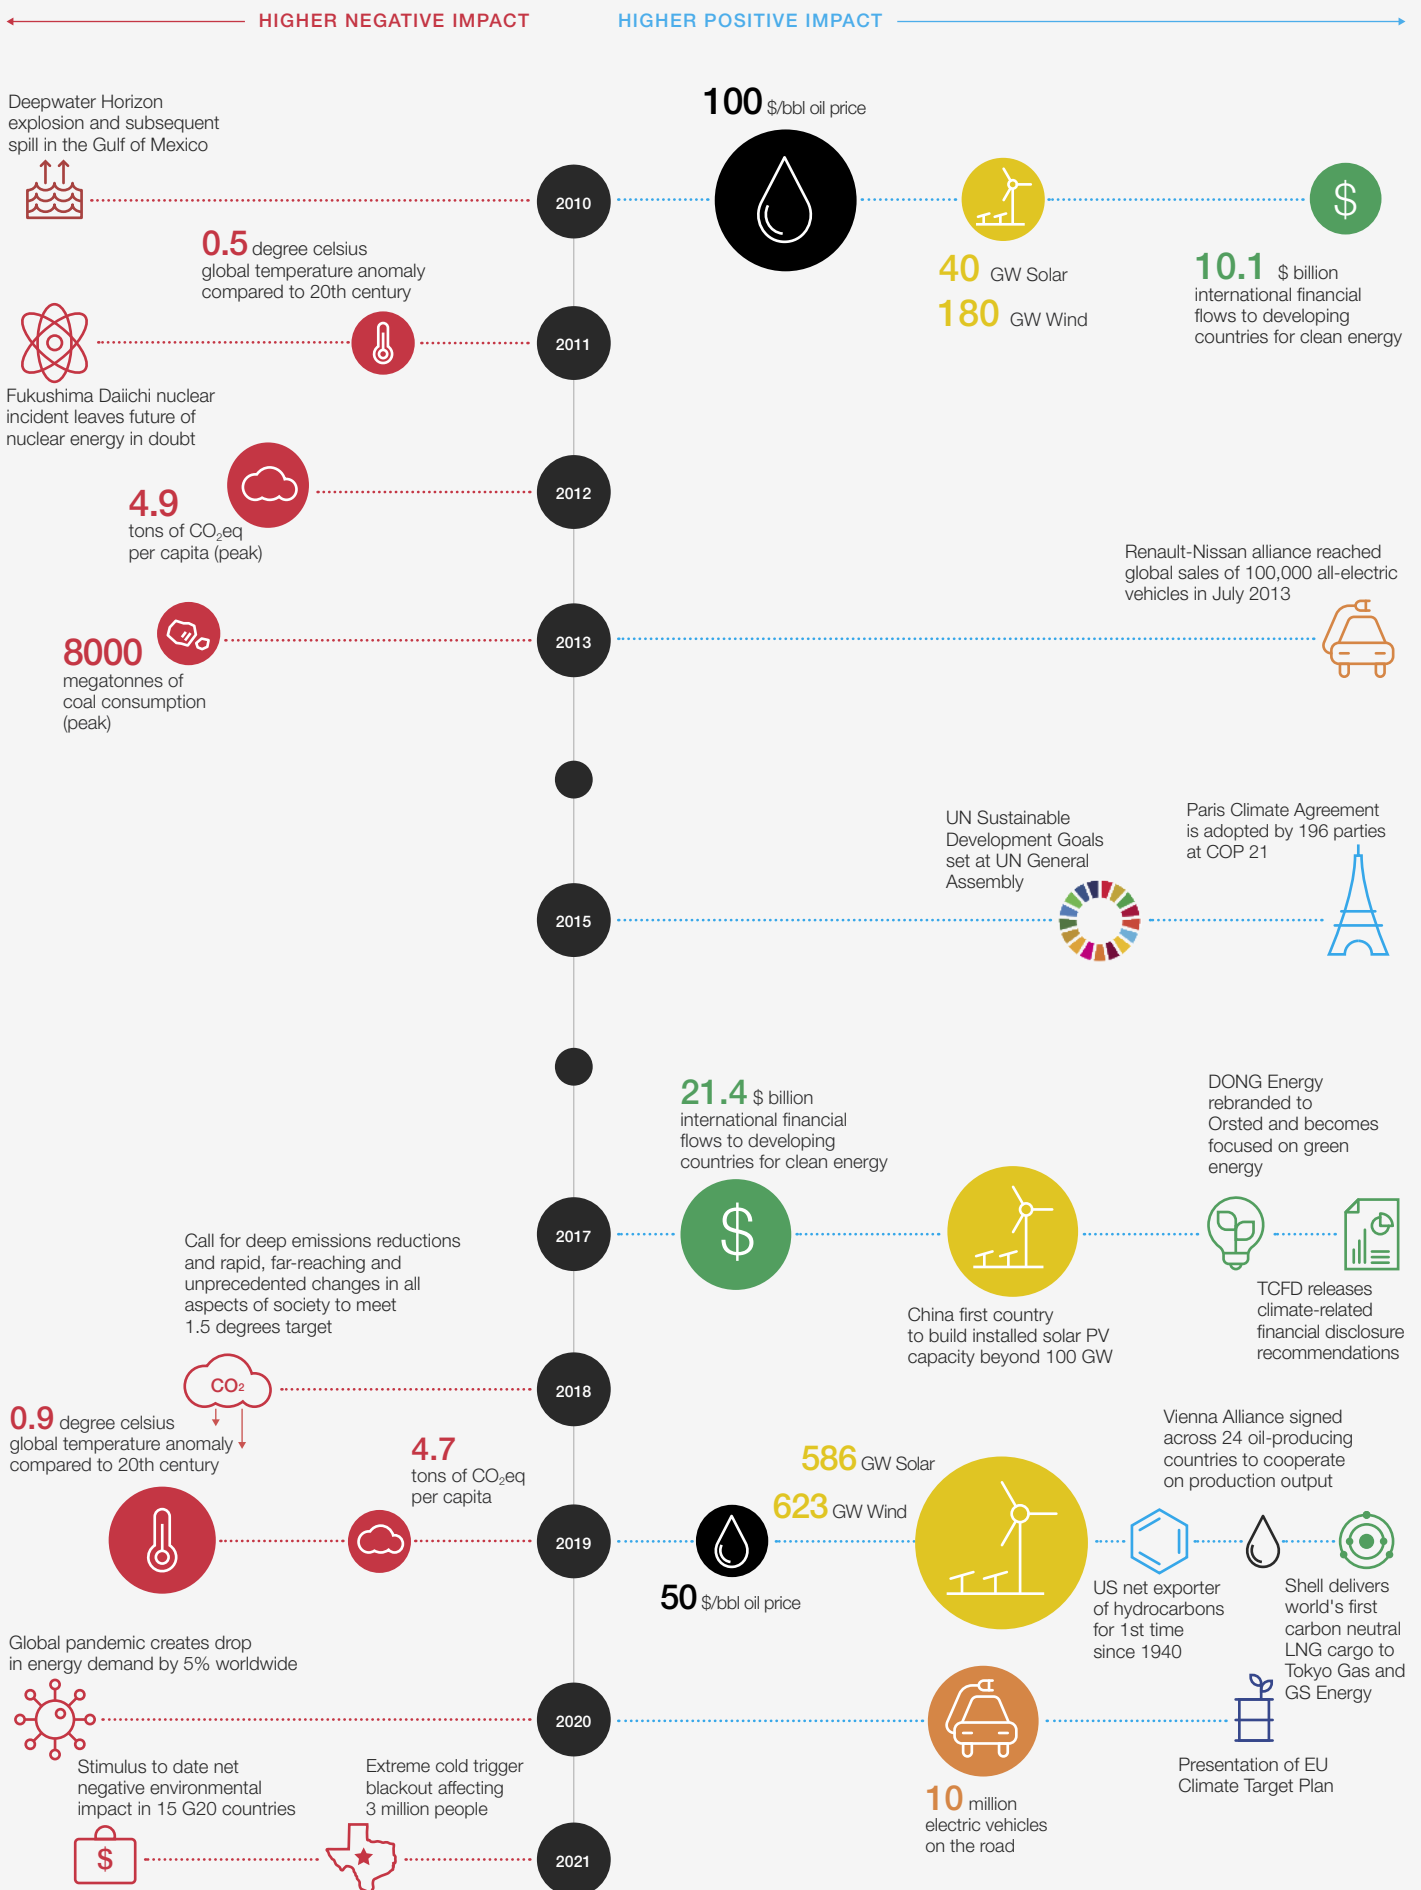 HIGHER NEGATIVE IMPACT
HIGHER POSITIVE IMPACT
Deepwater Horizon
explosion and subsequent
spill in the Gulf of Mexico
2010
100 $/bbl oil price
40 GW Solar
180 GW Wind
$
10.1 $ billion
international financial
flows to developing
countries for clean energy
0.5 degree celsius
global temperature anomaly
compared to 20th century
2011
Fukushima Daiichi nuclear
incident leaves future of
nuclear energy in doubt
4.9
tons of CO₂eq
per capita (peak)
2012
8000
megatonnes of
coal consumption
(peak)
2013
Renault-Nissan alliance reached
global sales of 100,000 all-electric
vehicles in July 2013
2015
UN Sustainable
Development Goals
set at UN General
Assembly
Paris Climate Agreement
is adopted by 196 parties
at COP 21
2017
21.4 $ billion
international financial
flows to developing
countries for clean energy
$
China first country
to build installed solar PV
capacity beyond 100 GW
DONG Energy
rebranded to
Orsted and becomes
focused on green
energy
TCFD releases
climate-related
financial disclosure
recommendations
Call for deep emissions reductions
and rapid, far-reaching and
unprecedented changes in all
aspects of society to meet
1.5 degrees target
CO₂
2018
0.9 degree celsius
global temperature anomaly
compared to 20th century
4.7
tons of CO₂eq
per capita
2019
50 $/bbl oil price
586 GW Solar
623 GW Wind
US net exporter
of hydrocarbons
for 1st time
since 1940
Vienna Alliance signed
across 24 oil-producing
countries to cooperate
on production output
Shell delivers
world's first
carbon neutral
LNG cargo to
Tokyo Gas and
GS Energy
Global pandemic creates drop
in energy demand by 5% worldwide
2020
10 million
electric vehicles
on the road
Presentation of EU
Climate Target Plan
Stimulus to date net
negative environmental
impact in 15 G20 countries
$
Extreme cold trigger
blackout affecting
3 million people
2021